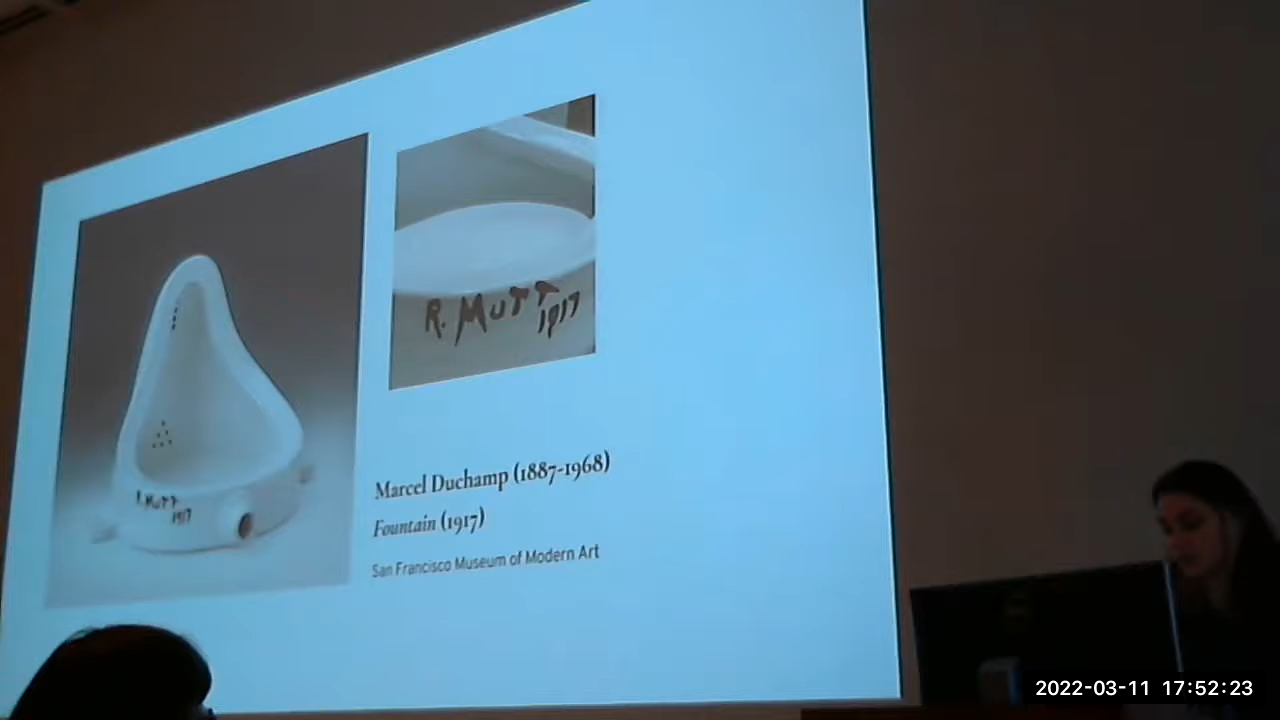 R. MUTT
1917
R. MUTT
1917
Marcel Duchamp (1887-1968)
Fountain (1917)
San Francisco Museum of Modern Art
2022-03-11 17:52:23